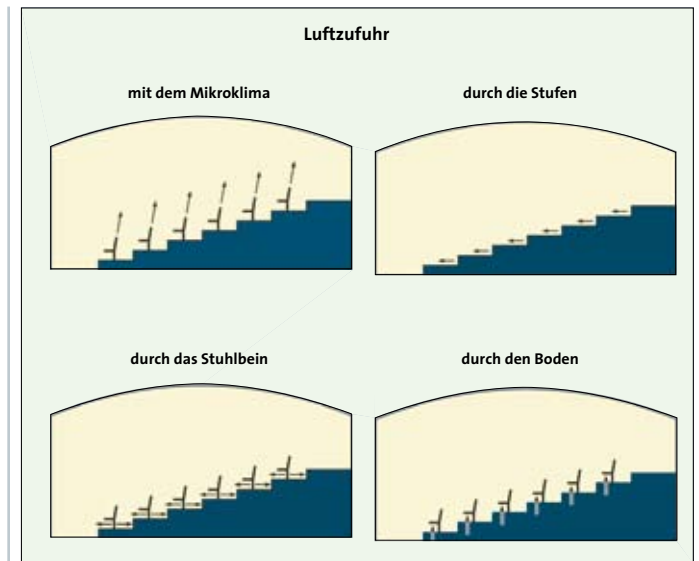 Luftzufuhr
mit dem Mikroklima
durch die Stufen
durch das Stuhlbein
durch den Boden